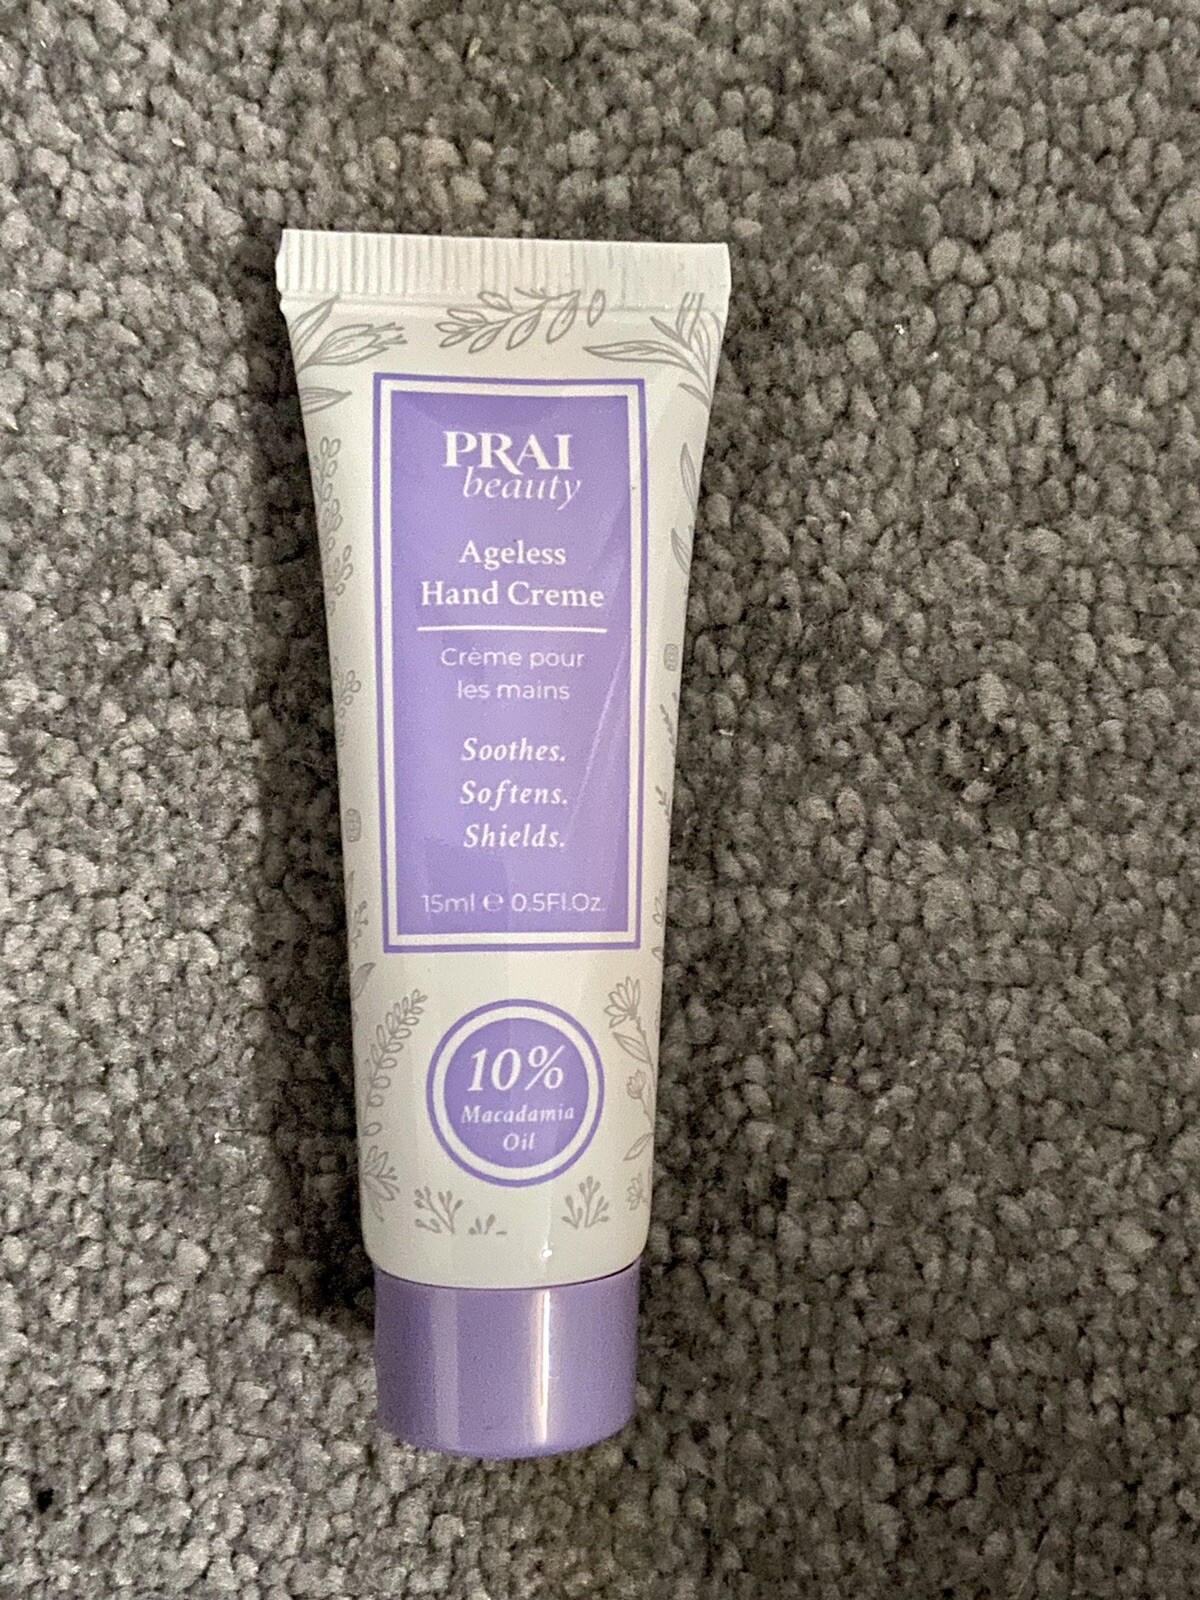 PRAI
beauty
Ageless
Hand Creme
Crème pour
les mains
Soothes.
Softens.
Shields.
15ml ℮ 0.5Fl.Oz.
10%
Macadamia
Oil